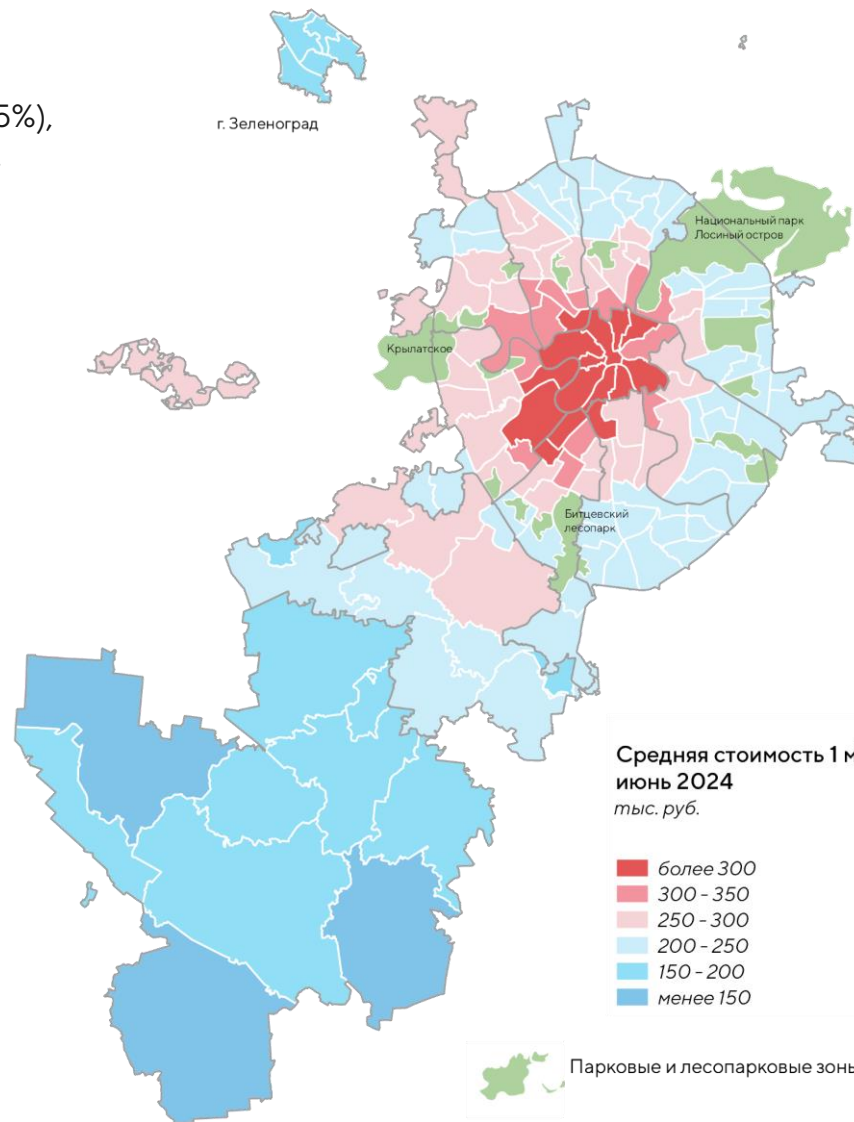 5%),
г. Зеленоград
Национальный парк
Лосиный остров
Крылатское
Битцевский
лесопарк
Средняя стоимость 1 м
июнь 2024
тыс. руб.
более 300
300 - 350
250 - 300
200 - 250
150 - 200
менее 150
Парковые и лесопарковые зоны